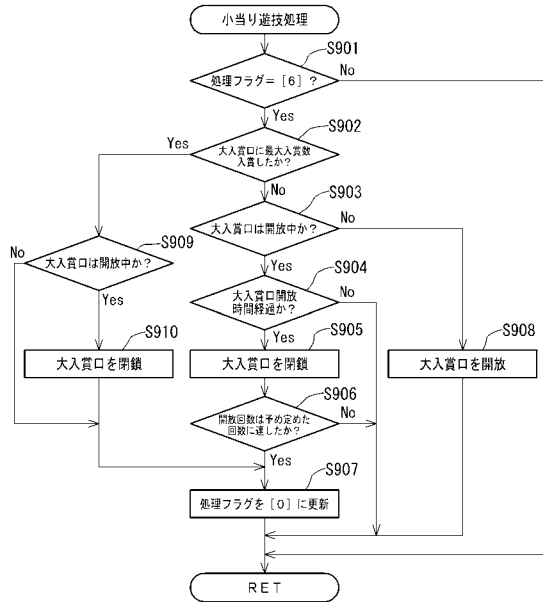 小当り遊技処理
S901
処理フラグ=[6]?
No
Yes
S902
大入賞口に最大入賞数
入賞したか?
Yes
No
S903
大入賞口は開放中か?
No
Yes
S909
大入賞口は開放中か?
No
Yes
S904
大入賞口開放
時間経過か?
No
Yes
S910
大入賞口を閉鎖
S905
大入賞口を閉鎖
S908
大入賞口を開放
S906
開放回数は予め定めた
回数に達したか?
No
Yes
S907
処理フラグを[0]に更新
RET